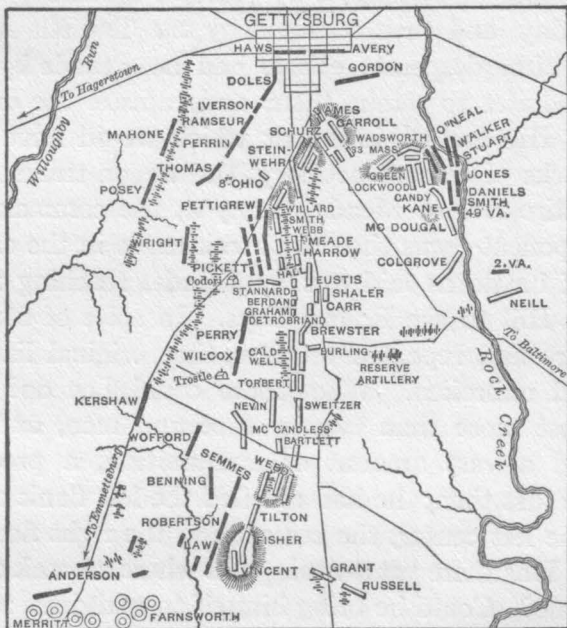 GETTYSBURG
HAWS
AVERY
GORDON
DOLES
IVERSON
RAMSEUR
PERRIN
THOMAS
MAHONE
POSEY
Willoughby Run
To Hagerstown
AMES
CARROLL
SCHURZ
STEIN-
WEHR
8 OHIO
WADSWORTH
33 MASS.
O'NEAL
WALKER
STUART
GREEN
LOCKWOOD
CANDY
KANE
JONES
DANIELS
SMITH
49 VA.
MC DOUGAL
COLGROVE
2. VA.
NEILL
To Baltimore
Rock Creek
PETTIGREW
WILLARD
SMITH
WEBB
MEADE
HARROW
HALL
WRIGHT
PICKETT
Codori
STANNARD
BERDAN
GRAHAM
DETROBRIAND
EUSTIS
SHALER
CARR
BREWSTER
BURLING
RESERVE
ARTILLERY
PERRY
WILCOX
CALD
WELL
Trostle
TORBERT
NEVIN
SWEITZER
MC CANDLESS
BARTLETT
KERSHAW
WOFFORD
To Emmettsburg
SEMMES
BENNING
ROBERTSON
LAW
TILTON
FISHER
VINCENT
GRANT
RUSSELL
ANDERSON
MERRITT
FARNSWORTH